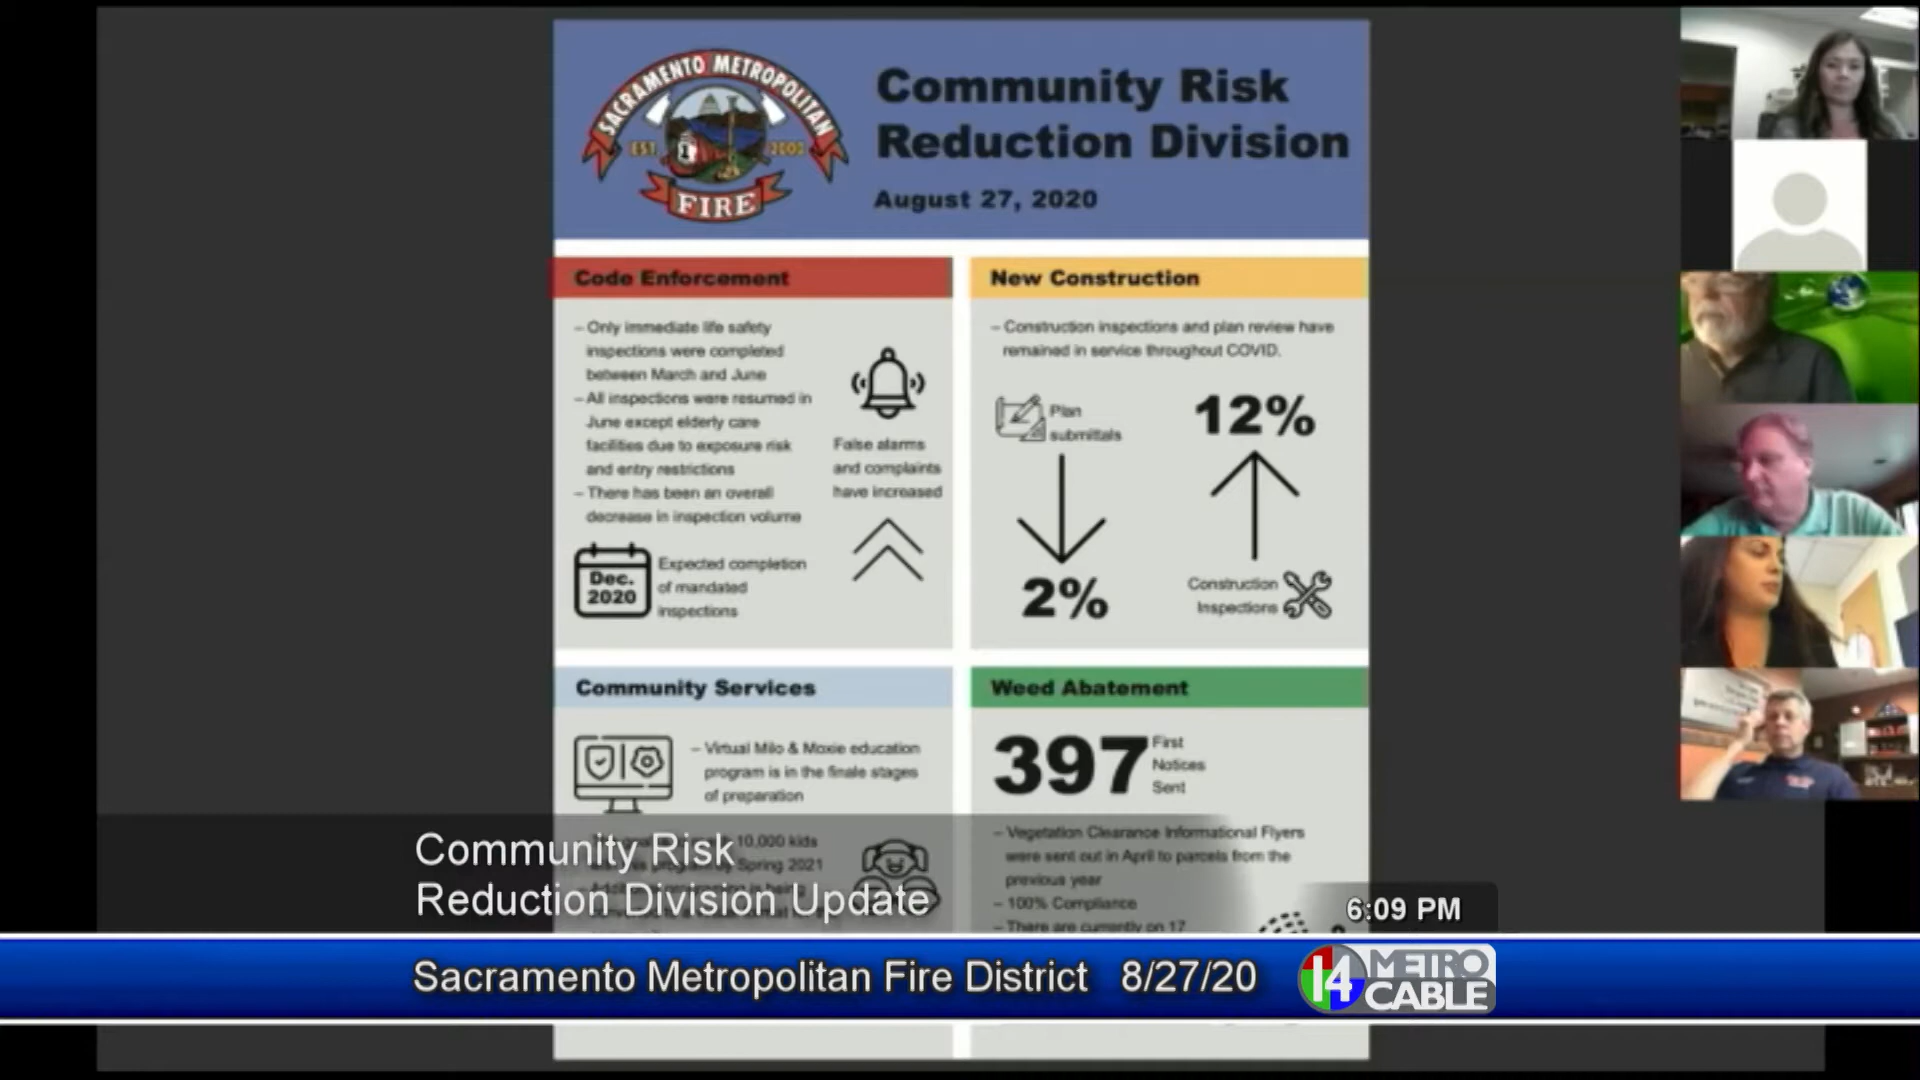 SACRAMENTO METROPOLITAN
EST. 2000
1
FIRE
Community Risk
Reduction Division
August 27, 2020
Code Enforcement
– Only immediate life safety
inspections were completed
between March and June
– All inspections were resumed in
June except elderly care
facilities due to exposure risk
and entry restrictions
– There has been an overall
decrease in inspection volume
False alarms
and complaints
have increased
Dec.
2020
Expected completion
of mandated
inspections
New Construction
– Construction inspections and plan review have
remained in service throughout COVID.
Plan
submittals
2%
12%
Construction
Inspections
Community Services
– Virtual Milo & Moxie education
program is in the finale stages
of preparation
10,000 kids
Spring 2021
Weed Abatement
397
First
Notices
Sent
– Vegetation Clearance Informational Flyers
were sent out in April to parcels from the
previous year
– 100% Compliance
– There are currently on 17
Community Risk
Reduction Division Update
6:09 PM
Sacramento Metropolitan Fire District 8/27/20
14 METRO
CABLE